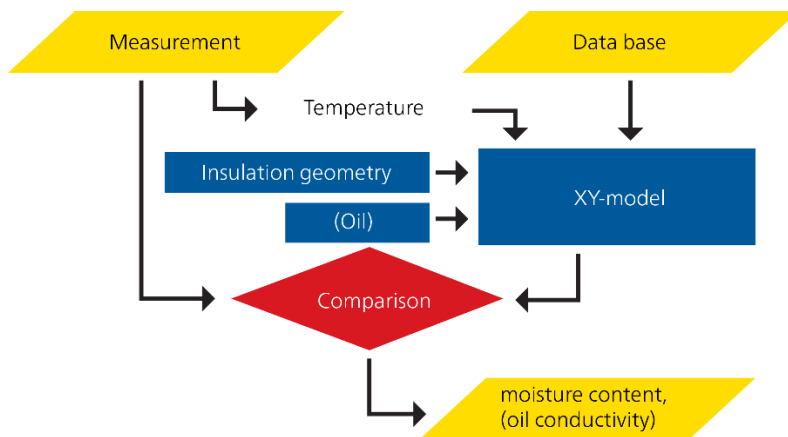 Measurement
Data base
Temperature
Insulation geometry
XY-model
(Oil)
Comparison
moisture content,
(oil conductivity)